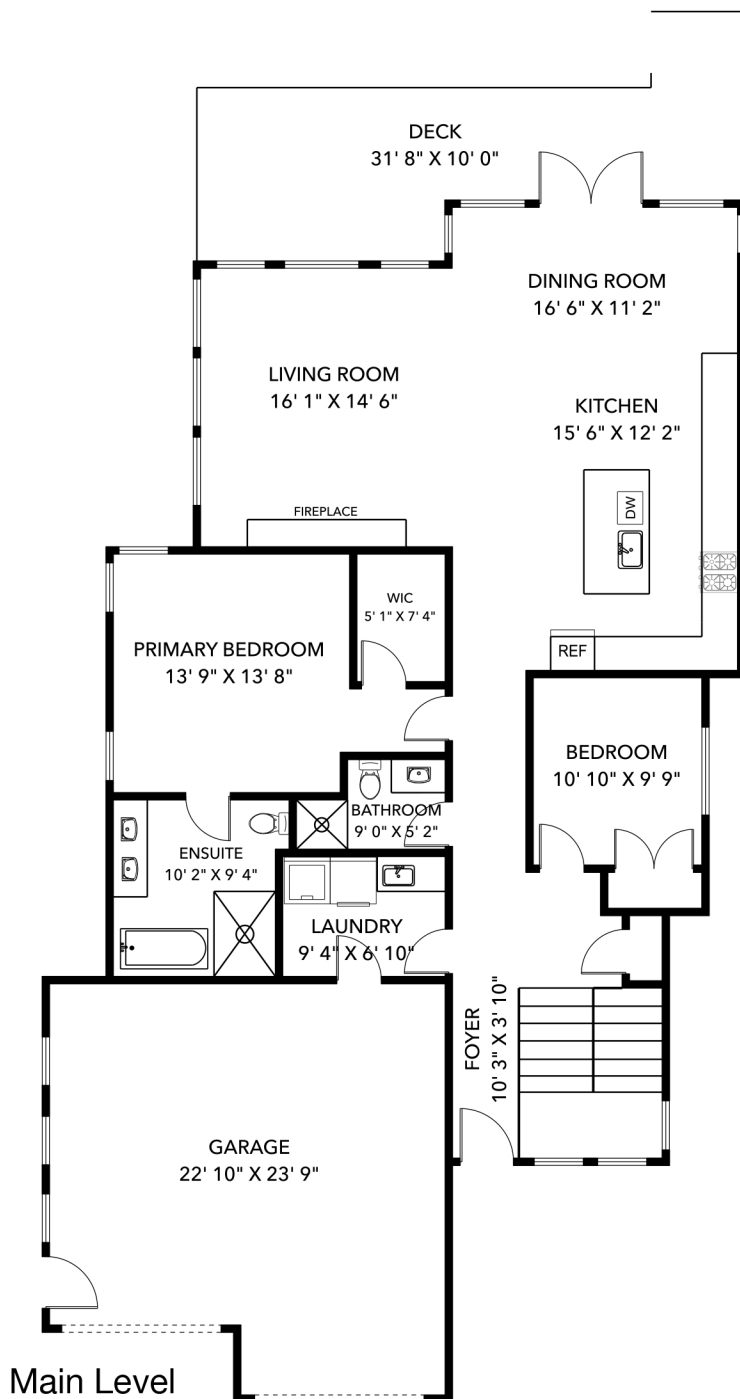 DECK
31' 8" X 10' 0"
DINING ROOM
16' 6" X 11' 2"
LIVING ROOM
16' 1" X 14' 6"
KITCHEN
15' 6" X 12' 2"
DW
FIREPLACE
WIC
5' 1" X 7' 4"
PRIMARY BEDROOM
13' 9" X 13' 8"
REF
BEDROOM
10' 10" X 9' 9"
BATHROOM
9' 0" X 5' 2"
ENSUITE
10' 2" X 9' 4"
LAUNDRY
9' 4" X 6' 10"
FOYER
10' 3" X 3' 10"
GARAGE
22' 10" X 23' 9"
Main Level